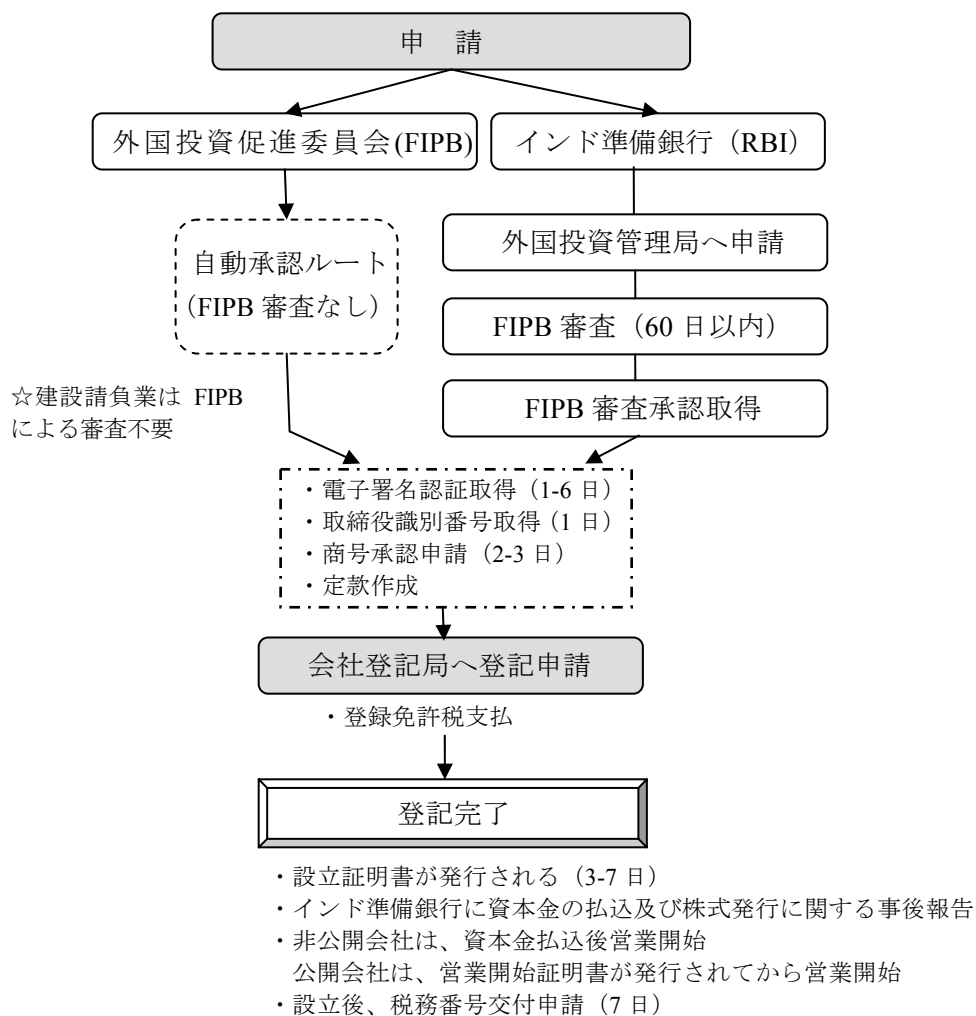 申 請
外国投資促進委員会(FIPB)
インド準備銀行（RBI）
自動承認ルート
（FIPB 審査なし）
外国投資管理局へ申請
FIPB 審査（60 日以内）
FIPB 審査承認取得
☆建設請負業は FIPB
による審査不要
・電子署名認証取得（1-6 日）
・取締役識別番号取得（1 日）
・商号承認申請（2-3 日）
・定款作成
会社登記局へ登記申請
・登録免許税支払
登記完了
・設立証明書が発行される（3-7 日）
・インド準備銀行に資本金の払込及び株式発行に関する事後報告
・非公開会社は、資本金払込後営業開始
公開会社は、営業開始証明書が発行されてから営業開始
・設立後、税務番号交付申請（7 日）